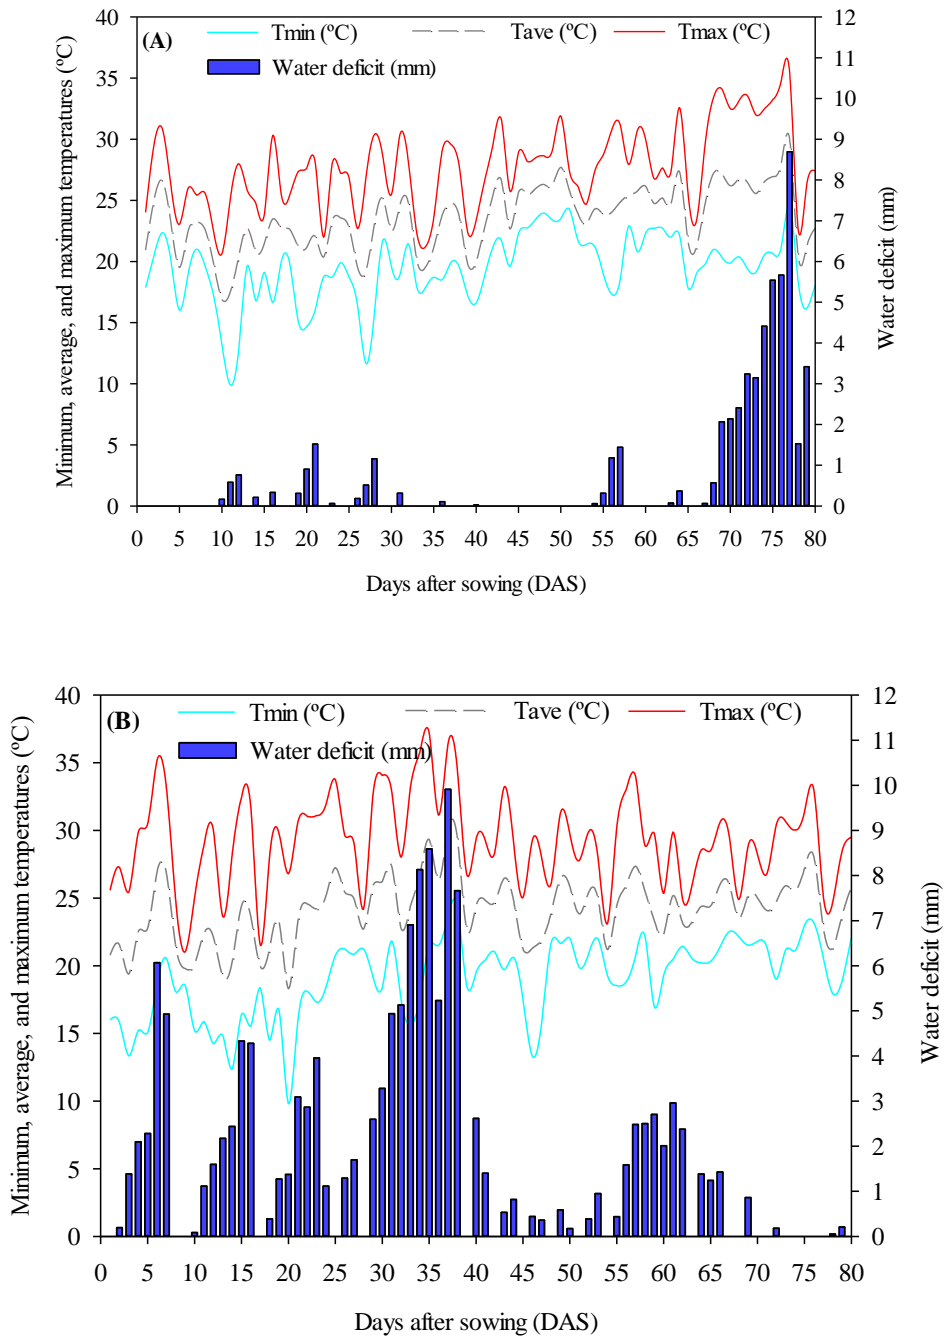 (A)
Tmin (ºC)
Tave (ºC)
Tmax (ºC)
Water deficit (mm)
Minimum, average, and maximum temperatures (ºC)
40
35
30
25
20
15
10
5
0
12
11
10
9
8
7
6
5
4
3
2
1
0
Water deficit (mm)
0 5 10 15 20 25 30 35 40 45 50 55 60 65 70 75 80
Days after sowing (DAS)
(B)
Tmin (ºC)
Tave (ºC)
Tmax (ºC)
Water deficit (mm)
Minimum, average, and maximum temperatures (ºC)
40
35
30
25
20
15
10
5
0
12
11
10
9
8
7
6
5
4
3
2
1
0
Water deficit (mm)
0 5 10 15 20 25 30 35 40 45 50 55 60 65 70 75 80
Days after sowing (DAS)